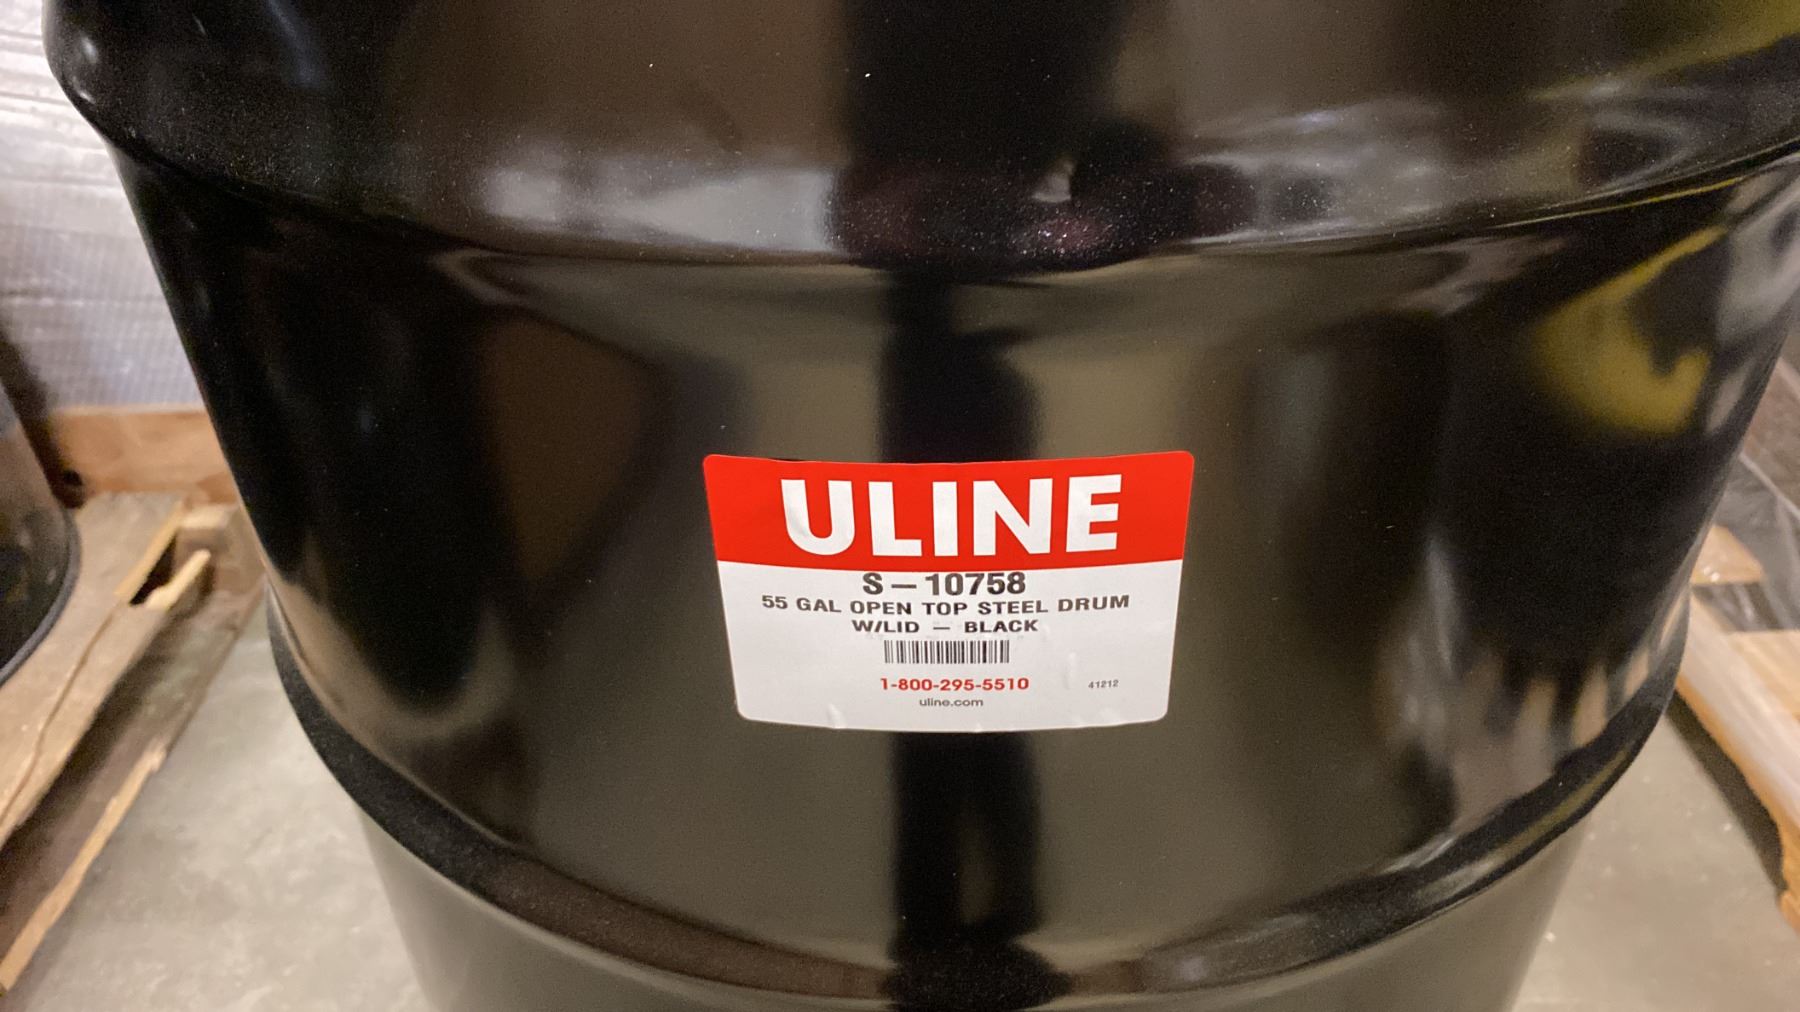 ULINE
S – 10758
55 GAL OPEN TOP STEEL DRUM
W/LID – BLACK
1-800-295-5510 41212
uline.com